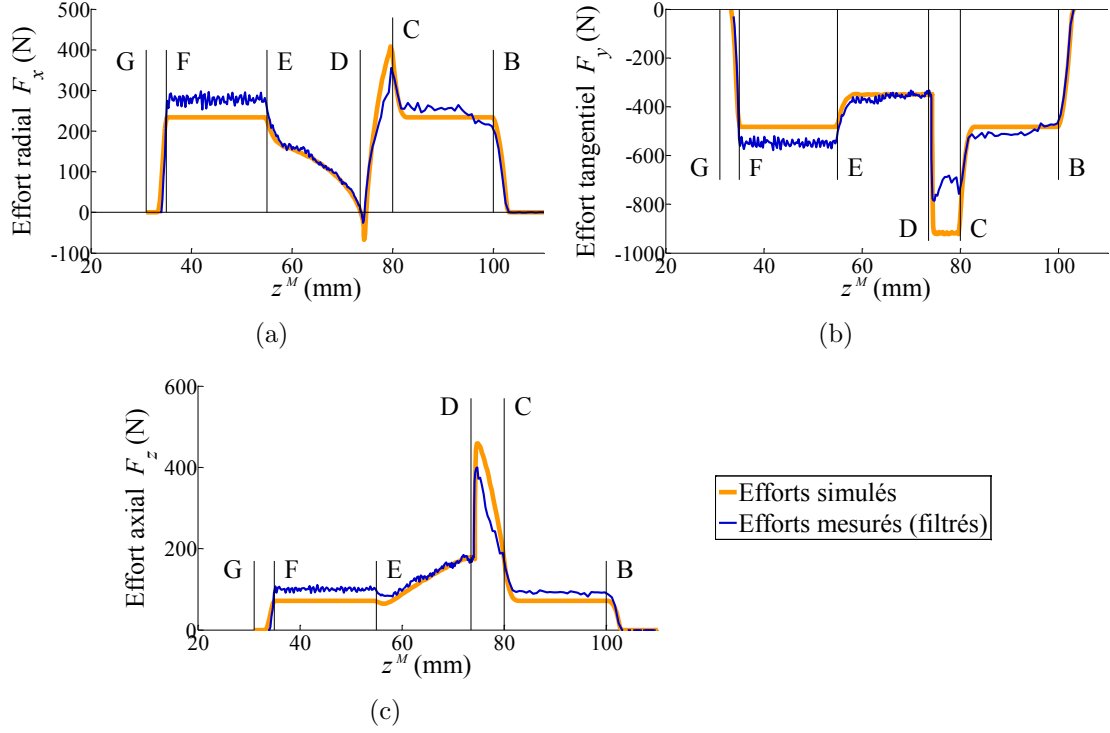 Effort radial F_x (N)
500
400
300
200
100
0
-100
20
40
60
80
100
G
F
E
D
C
B
z^M (mm)
(a)
Effort tangentiel F_y (N)
0
-200
-400
-600
-800
-1000
20
40
60
80
100
G
F
E
D
C
B
z^M (mm)
(b)
Effort axial F_z (N)
600
400
200
0
20
40
60
80
100
G
F
E
D
C
B
z^M (mm)
(c)
Efforts simulés
Efforts mesurés (filtrés)